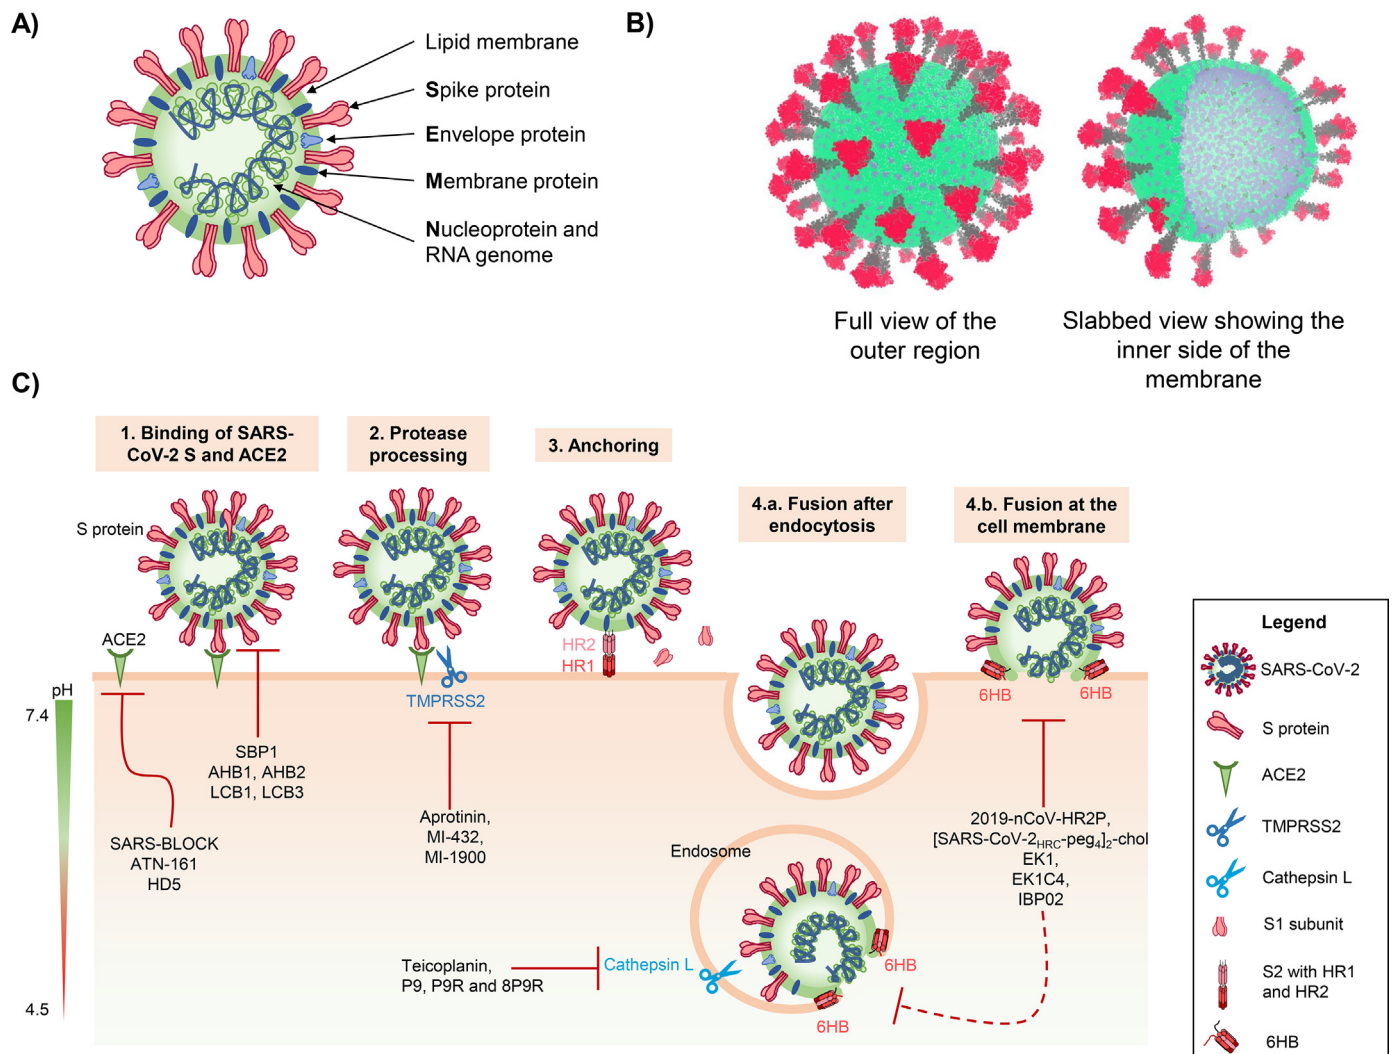 A)
Lipid membrane
Spike protein
Envelope protein
Membrane protein
Nucleoprotein and
RNA genome
B)
Full view of the
outer region
Slabbed view showing the
inner side of the
membrane
C)
1. Binding of SARS-
CoV-2 S and ACE2
2. Protease
processing
3. Anchoring
4.a. Fusion after
endocytosis
4.b. Fusion at the
cell membrane
S protein
ACE2
HR2
HR1
TMPRSS2
6HB
6HB
pH
7.4
4.5
SBP1
AHB1, AHB2
LCB1, LCB3
SARS-BLOCK
ATN-161
HD5
Aprotinin,
MI-432,
MI-1900
2019-nCoV-HR2P,
[SARS-CoV-2HRC-peg4]2-chol
EK1,
EK1C4,
IBP02
Endosome
Teicoplanin,
P9, P9R and 8P9R
Cathepsin L
6HB
6HB
Legend
SARS-CoV-2
S protein
ACE2
TMPRSS2
Cathepsin L
S1 subunit
S2 with HR1
and HR2
6HB